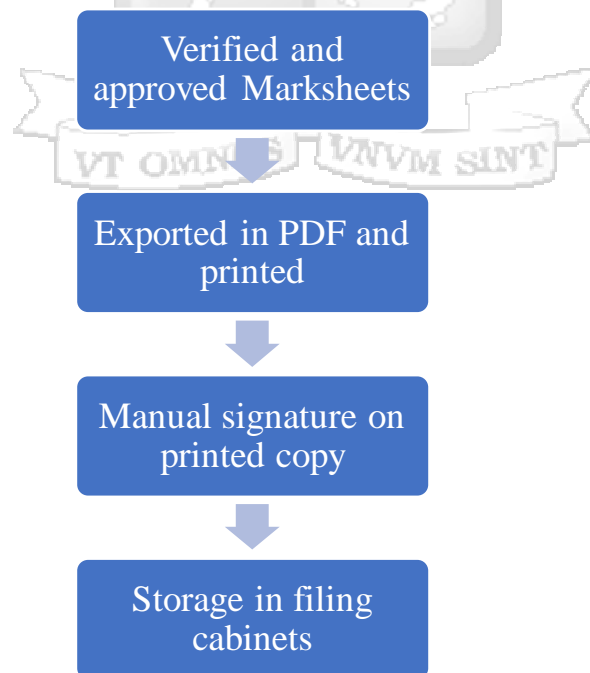 Verified and
approved Marksheets
VT OMNES VNVM SINT
Exported in PDF and
printed
Manual signature on
printed copy
Storage in filing
cabinets